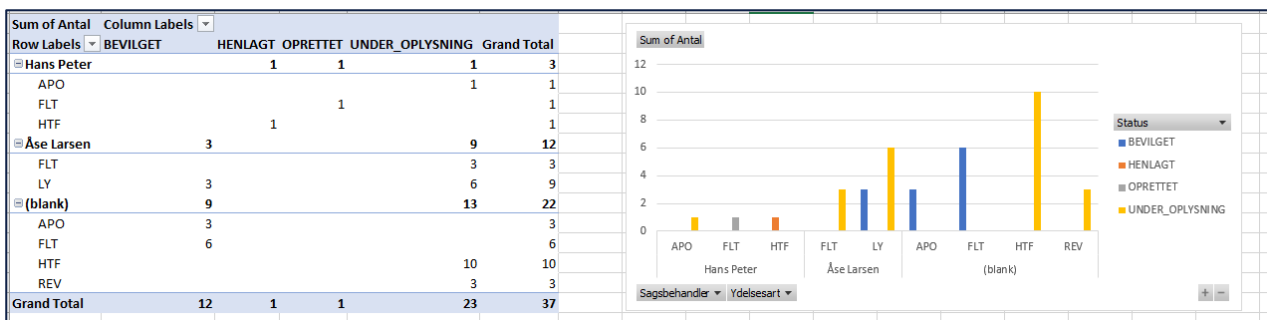 Sum of Antal Column Labels
Row Labels BEVILGET HENLAGT OPRETTET UNDER_OPLYSNING Grand Total
Hans Peter 1 1 1 3
APO 1 1
FLT 1 1
HTF 1 1
Åse Larsen 3 9 12
FLT 3 3
LY 3 6 9
(blank) 9 13 22
APO 3 3
FLT 6 6
HTF 10 10
REV 3 3
Grand Total 12 1 1 23 37
Sum of Antal
12
10
8
6
4
2
0
APO FLT HTF FLT LY APO FLT HTF REV
Hans Peter Åse Larsen (blank)
Status
BEVILGET
HENLAGT
OPRETTET
UNDER_OPLYSNING
Sagsbehandler Ydelsesart
+ −